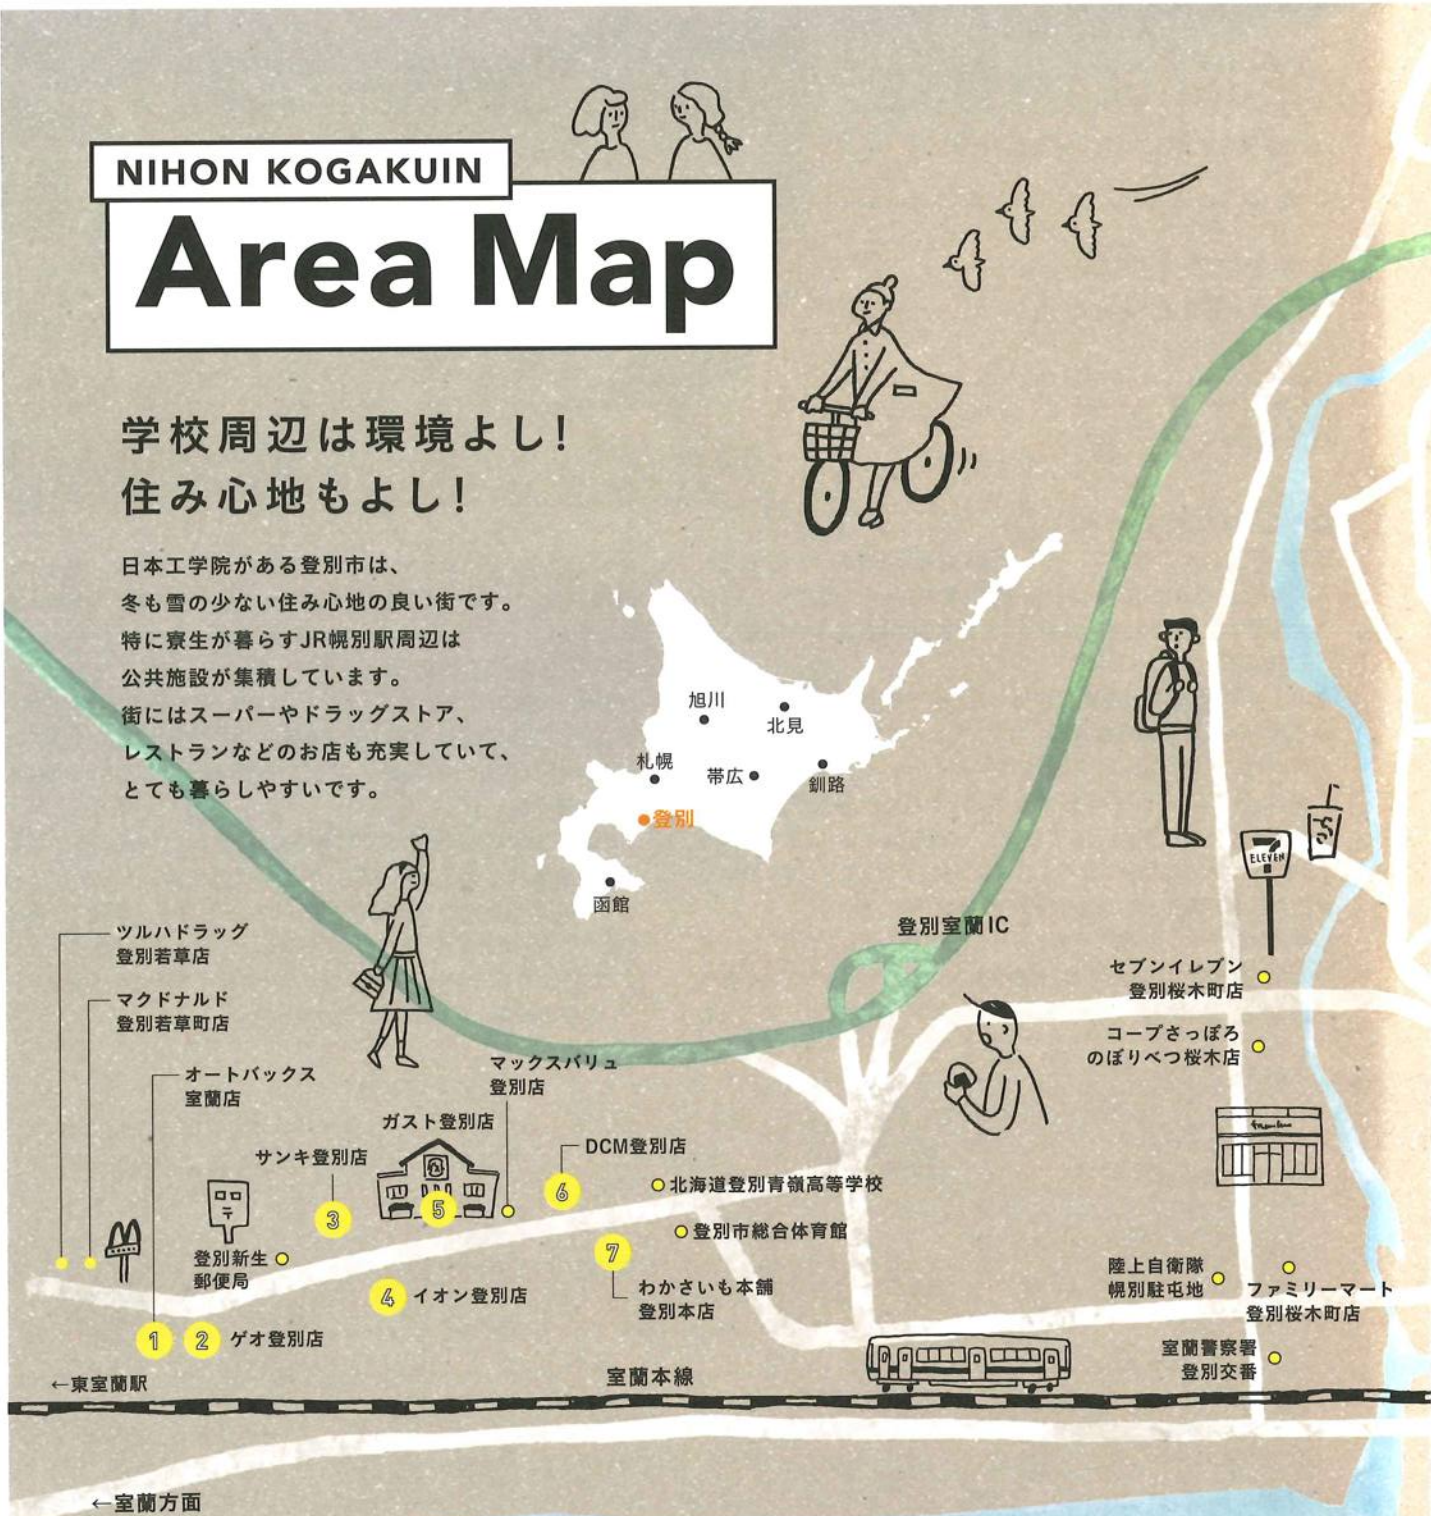 NIHON KOGAKUIN
Area Map
学校周辺は環境よし!
住み心地もよし!
日本工学院がある登別市は、
冬も雪の少ない住み心地の良い街です。
特に寮生が暮らすJR幌別駅周辺は
公共施設が集積しています。
街にはスーパーやドラッグストア、
レストランなどのお店も充実していて、
とても暮らしやすいです。
旭川
北見
札幌
帯広
釧路
登別
函館
7
ELEVEN
登別室蘭IC
ツルハドラッグ
登別若草店
マクドナルド
登別若草町店
オートバックス
室蘭店
セブンイレブン
登別桜木町店
コープさっぽろ
のぼりべつ桜木店
マックスバリュ
登別店
ガスト登別店
サンキ登別店
DCM登別店
北海道登別青嶺高等学校
登別市総合体育館
3
5
6
7
わかさいも本舗
登別本店
〒
登別新生
郵便局
4
イオン登別店
陸上自衛隊
幌別駐屯地
ファミリーマート
登別桜木町店
1
2
ゲオ登別店
室蘭警察署
登別交番
←東室蘭駅
室蘭本線
←室蘭方面